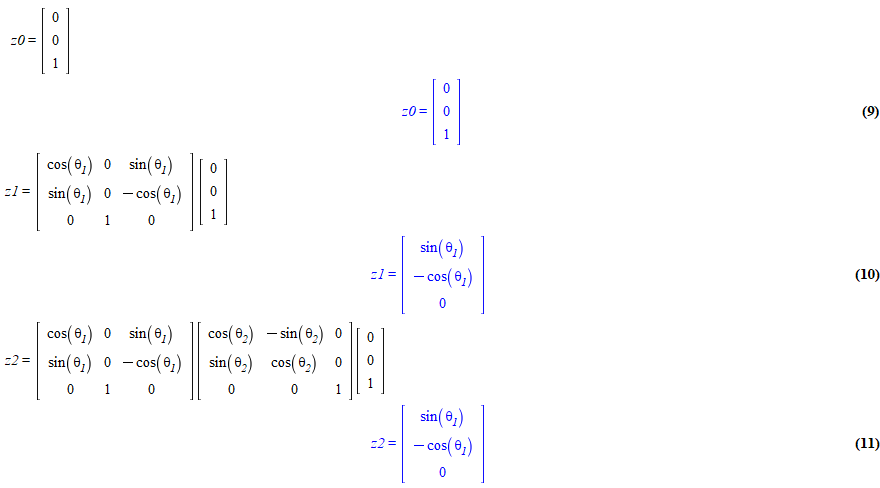 z0 = [0; 0; 1]
z0 = [0; 0; 1] (9)
z1 = [cos(θ₁) 0 sin(θ₁); sin(θ₁) 0 −cos(θ₁); 0 1 0] [0; 0; 1]
z1 = [sin(θ₁); −cos(θ₁); 0] (10)
z2 = [cos(θ₁) 0 sin(θ₁); sin(θ₁) 0 −cos(θ₁); 0 1 0] [cos(θ₂) −sin(θ₂) 0; sin(θ₂) cos(θ₂) 0; 0 0 1] [0; 0; 1]
z2 = [sin(θ₁); −cos(θ₁); 0] (11)